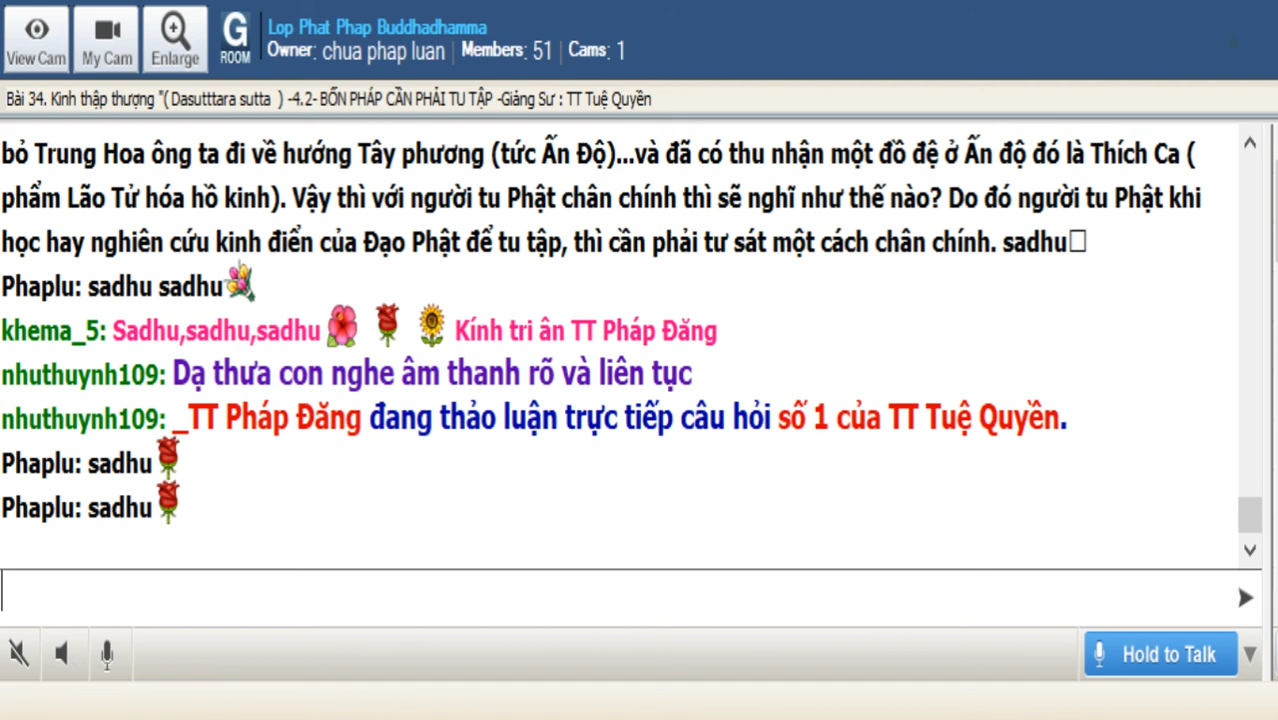 View Cam
My Cam
Enlarge
G
ROOM
Lop Phat Phap Buddhadhamma
Owner: chua phap luan | Members: 51 | Cams: 1
Bài 34. Kinh thập thượng "( Dasutttara sutta ) -4.2- BỐN PHÁP CẦN PHẢI TU TẬP -Giảng Sư : TT Tuệ Quyền
bỏ Trung Hoa ông ta đi về hướng Tây phương (tức Ấn Độ)...và đã có thu nhận một đồ đệ ở Ấn độ đó là Thích Ca (
phẩm Lão Tử hóa hồ kinh). Vậy thì với người tu Phật chân chính thì sẽ nghĩ như thế nào? Do đó người tu Phật khi
học hay nghiên cứu kinh điển của Đạo Phật để tu tập, thì cần phải tư sát một cách chân chính. sadhu
Phaplu: sadhu sadhu
khema_5: Sadhu,sadhu,sadhu Kính tri ân TT Pháp Đăng
nhuthuynh109: Dạ thưa con nghe âm thanh rõ và liên tục
nhuthuynh109: _TT Pháp Đăng đang thảo luận trực tiếp câu hỏi số 1 của TT Tuệ Quyền.
Phaplu: sadhu
Phaplu: sadhu
Hold to Talk